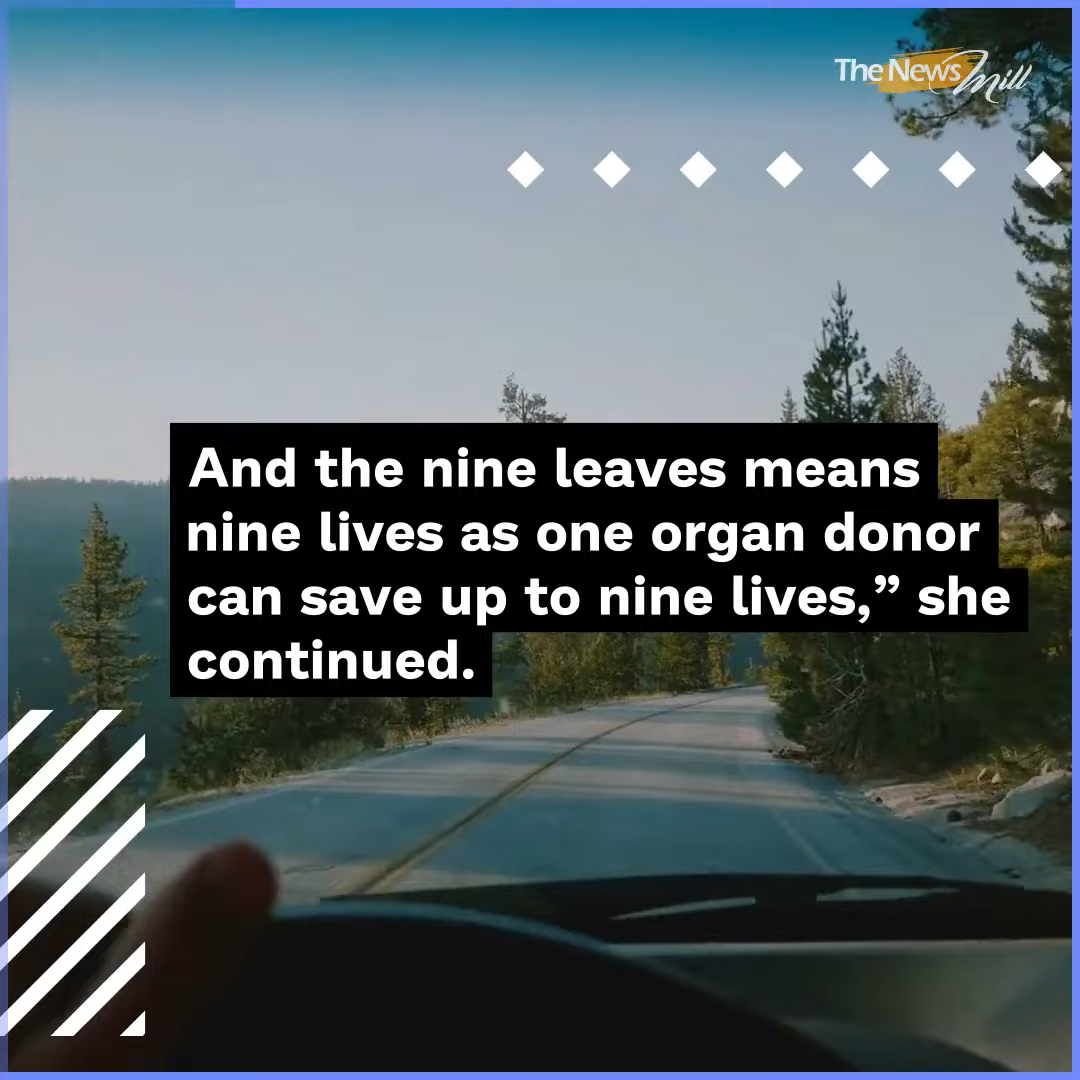 The News Mill
And the nine leaves means
nine lives as one organ donor
can save up to nine lives,” she
continued.